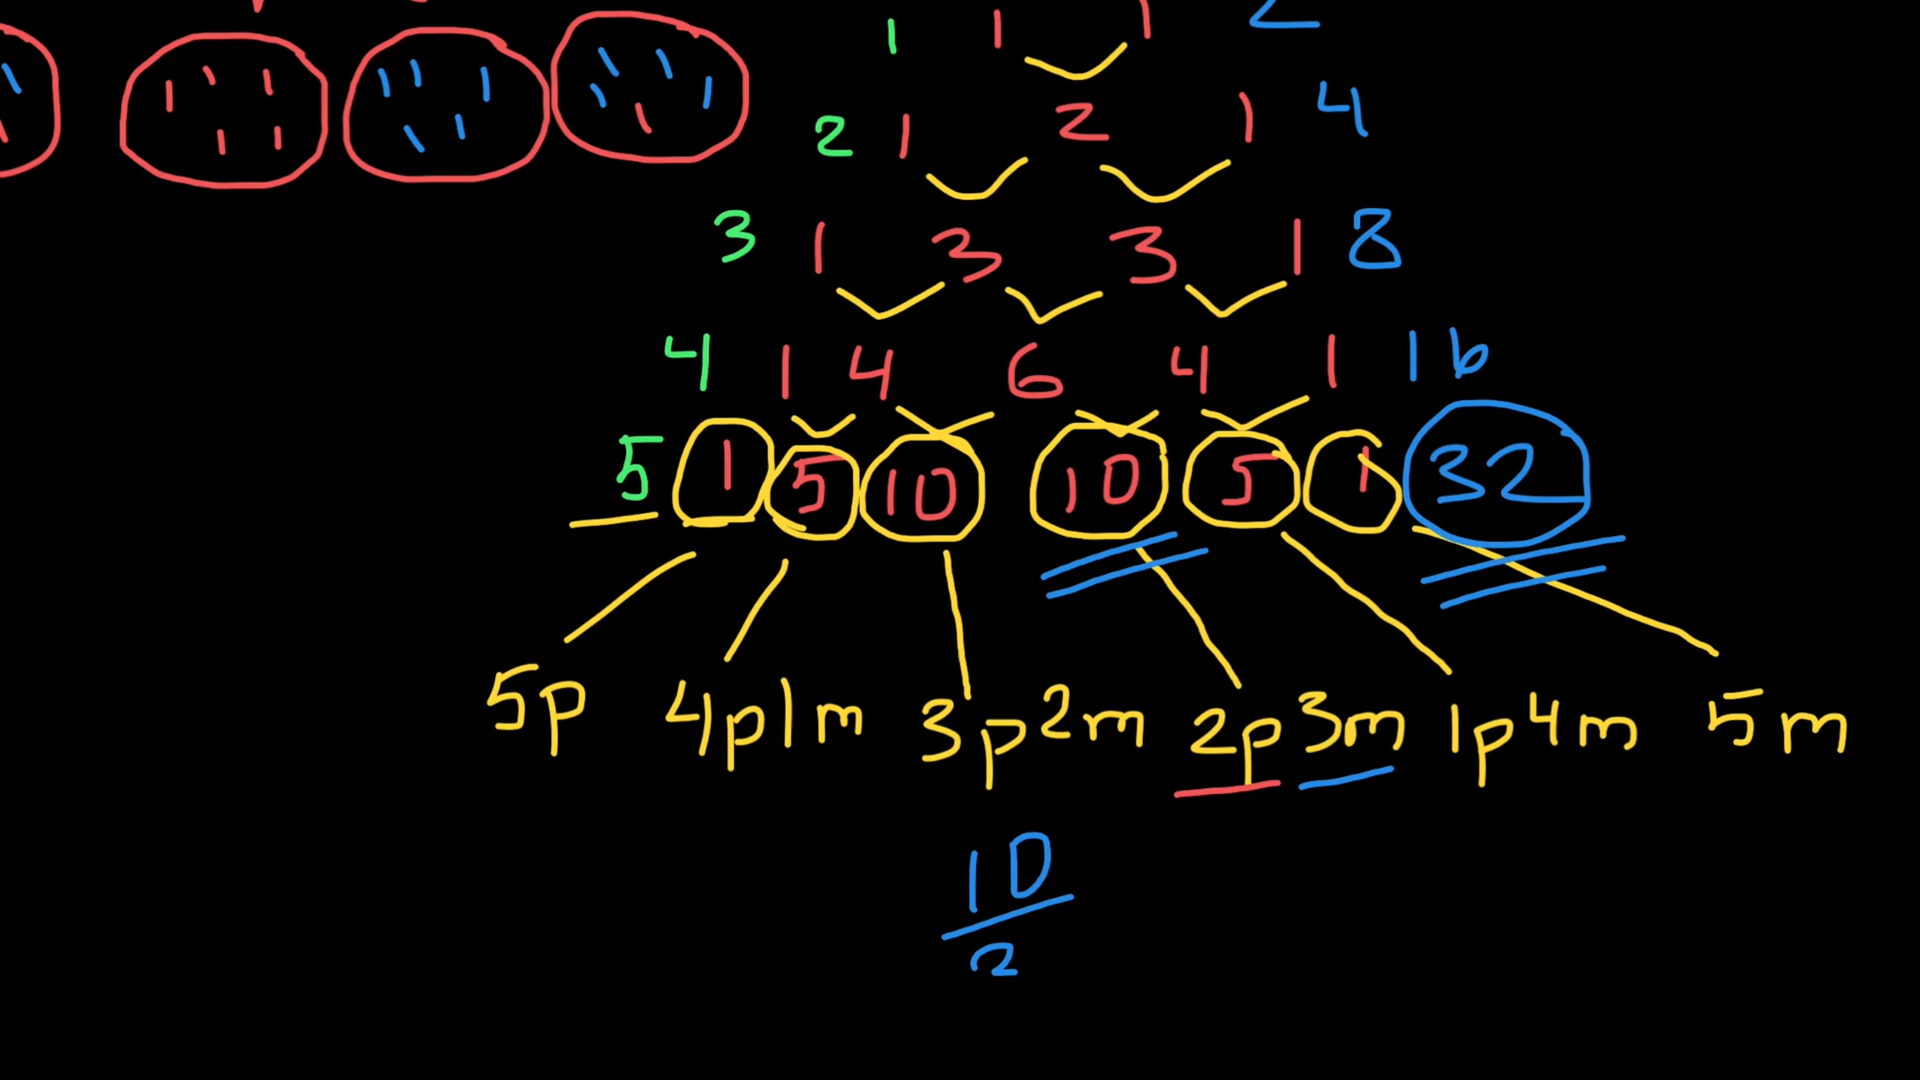 1 1 1 2
2 1 2 1 4
3 1 3 3 1 8
4 1 4 6 4 1 16
5 1 5 10 10 5 1 32
5p 4p1m 3p2m 2p3m 1p4m 5m
10
2